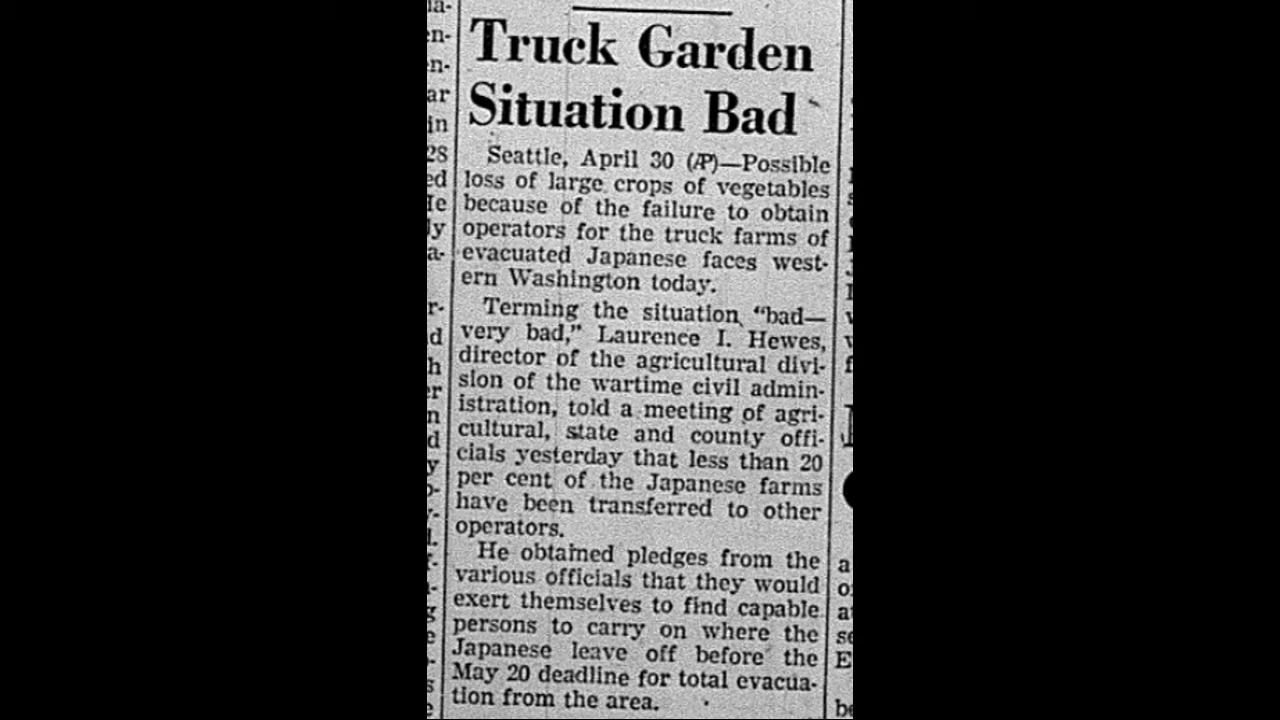 Truck Garden
Situation Bad
Seattle, April 30 (AP)—Possible
loss of large crops of vegetables
because of the failure to obtain
operators for the truck farms of
evacuated Japanese faces west-
ern Washington today.
Terming the situation "bad—
very bad," Laurence I. Hewes,
director of the agricultural divi-
sion of the wartime civil admin-
istration, told a meeting of agri-
cultural, state and county offi-
cials yesterday that less than 20
per cent of the Japanese farms
have been transferred to other
operators.
He obtained pledges from the
various officials that they would
exert themselves to find capable
persons to carry on where the
Japanese leave off before the
May 20 deadline for total evacua-
tion from the area.